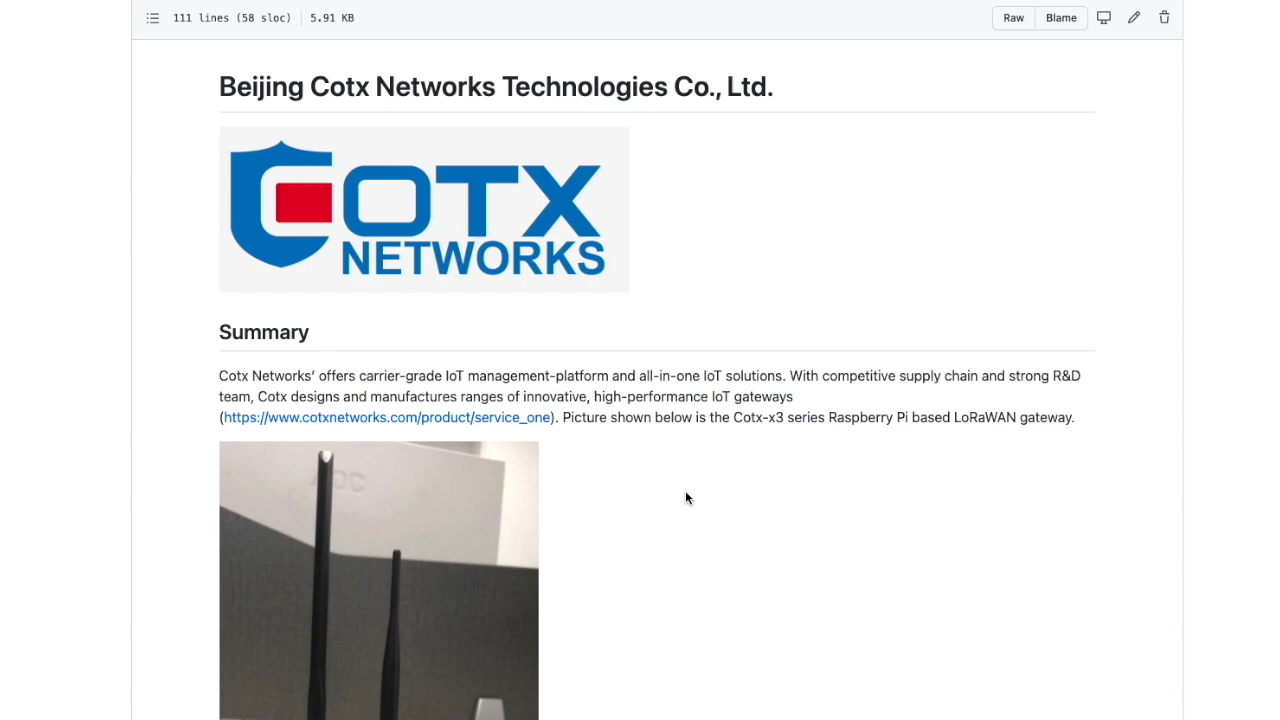 111 lines (58 sloc) 5.91 KB
Raw Blame
Beijing Cotx Networks Technologies Co., Ltd.
COTX
NETWORKS
Summary
Cotx Networks’ offers carrier-grade IoT management-platform and all-in-one IoT solutions. With competitive supply chain and strong R&D
team, Cotx designs and manufactures ranges of innovative, high-performance IoT gateways
(https://www.cotxnetworks.com/product/service_one). Picture shown below is the Cotx-x3 series Raspberry Pi based LoRaWAN gateway.
AOC